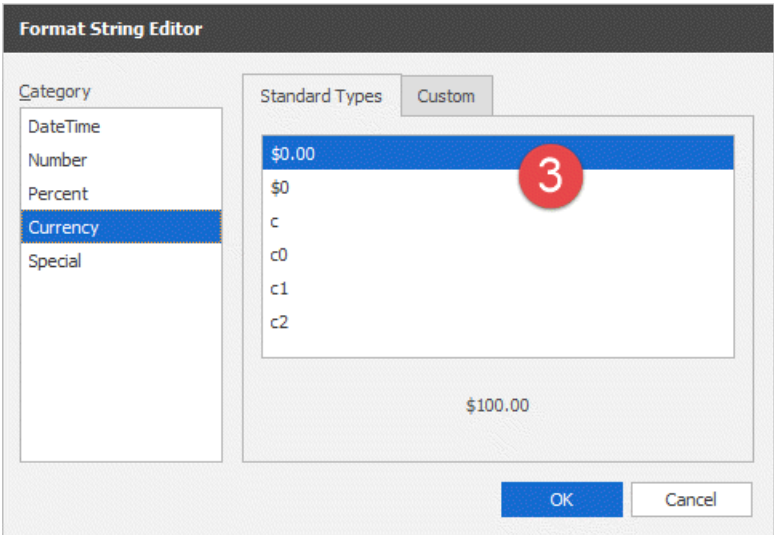 Format String Editor
Category
DateTime
Number
Percent
Currency
Special
Standard Types
Custom
$0.00
3
$0
c
c0
c1
c2
$100.00
OK
Cancel